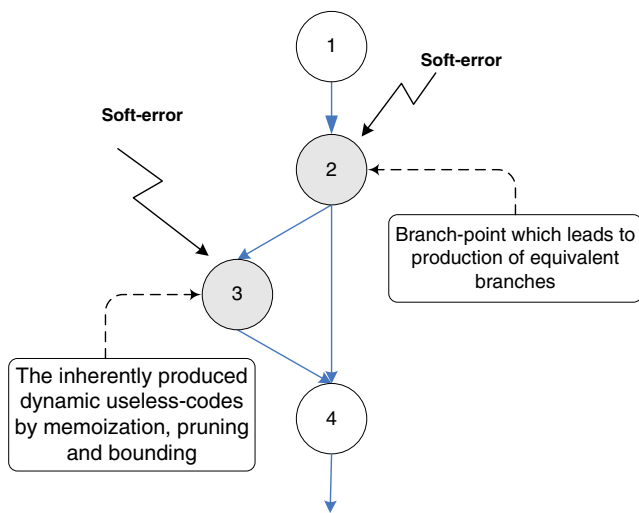 1
Soft-error
Soft-error
2
Branch-point which leads to
production of equivalent
branches
3
The inherently produced
dynamic useless-codes
by memoization, pruning
and bounding
4